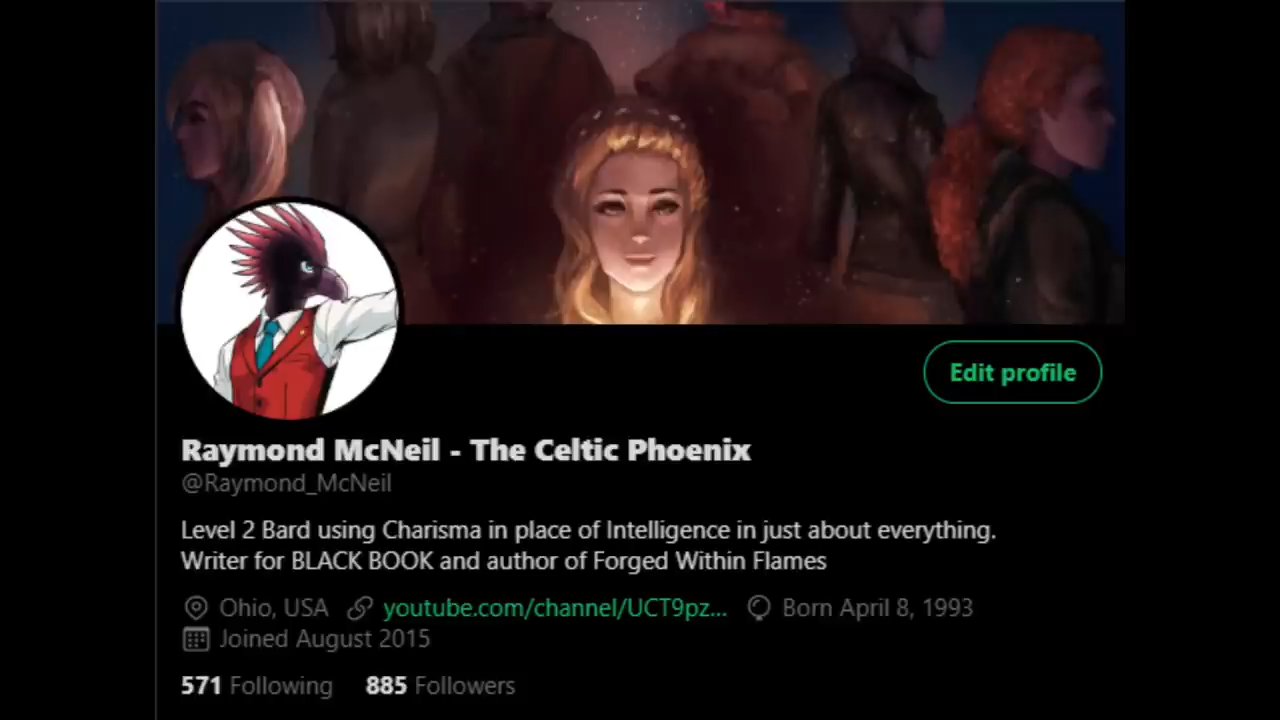 Edit profile
Raymond McNeil - The Celtic Phoenix
@Raymond_McNeil
Level 2 Bard using Charisma in place of Intelligence in just about everything.
Writer for BLACK BOOK and author of Forged Within Flames
Ohio, USA youtube.com/channel/UCT9pz... Born April 8, 1993
Joined August 2015
571 Following 885 Followers